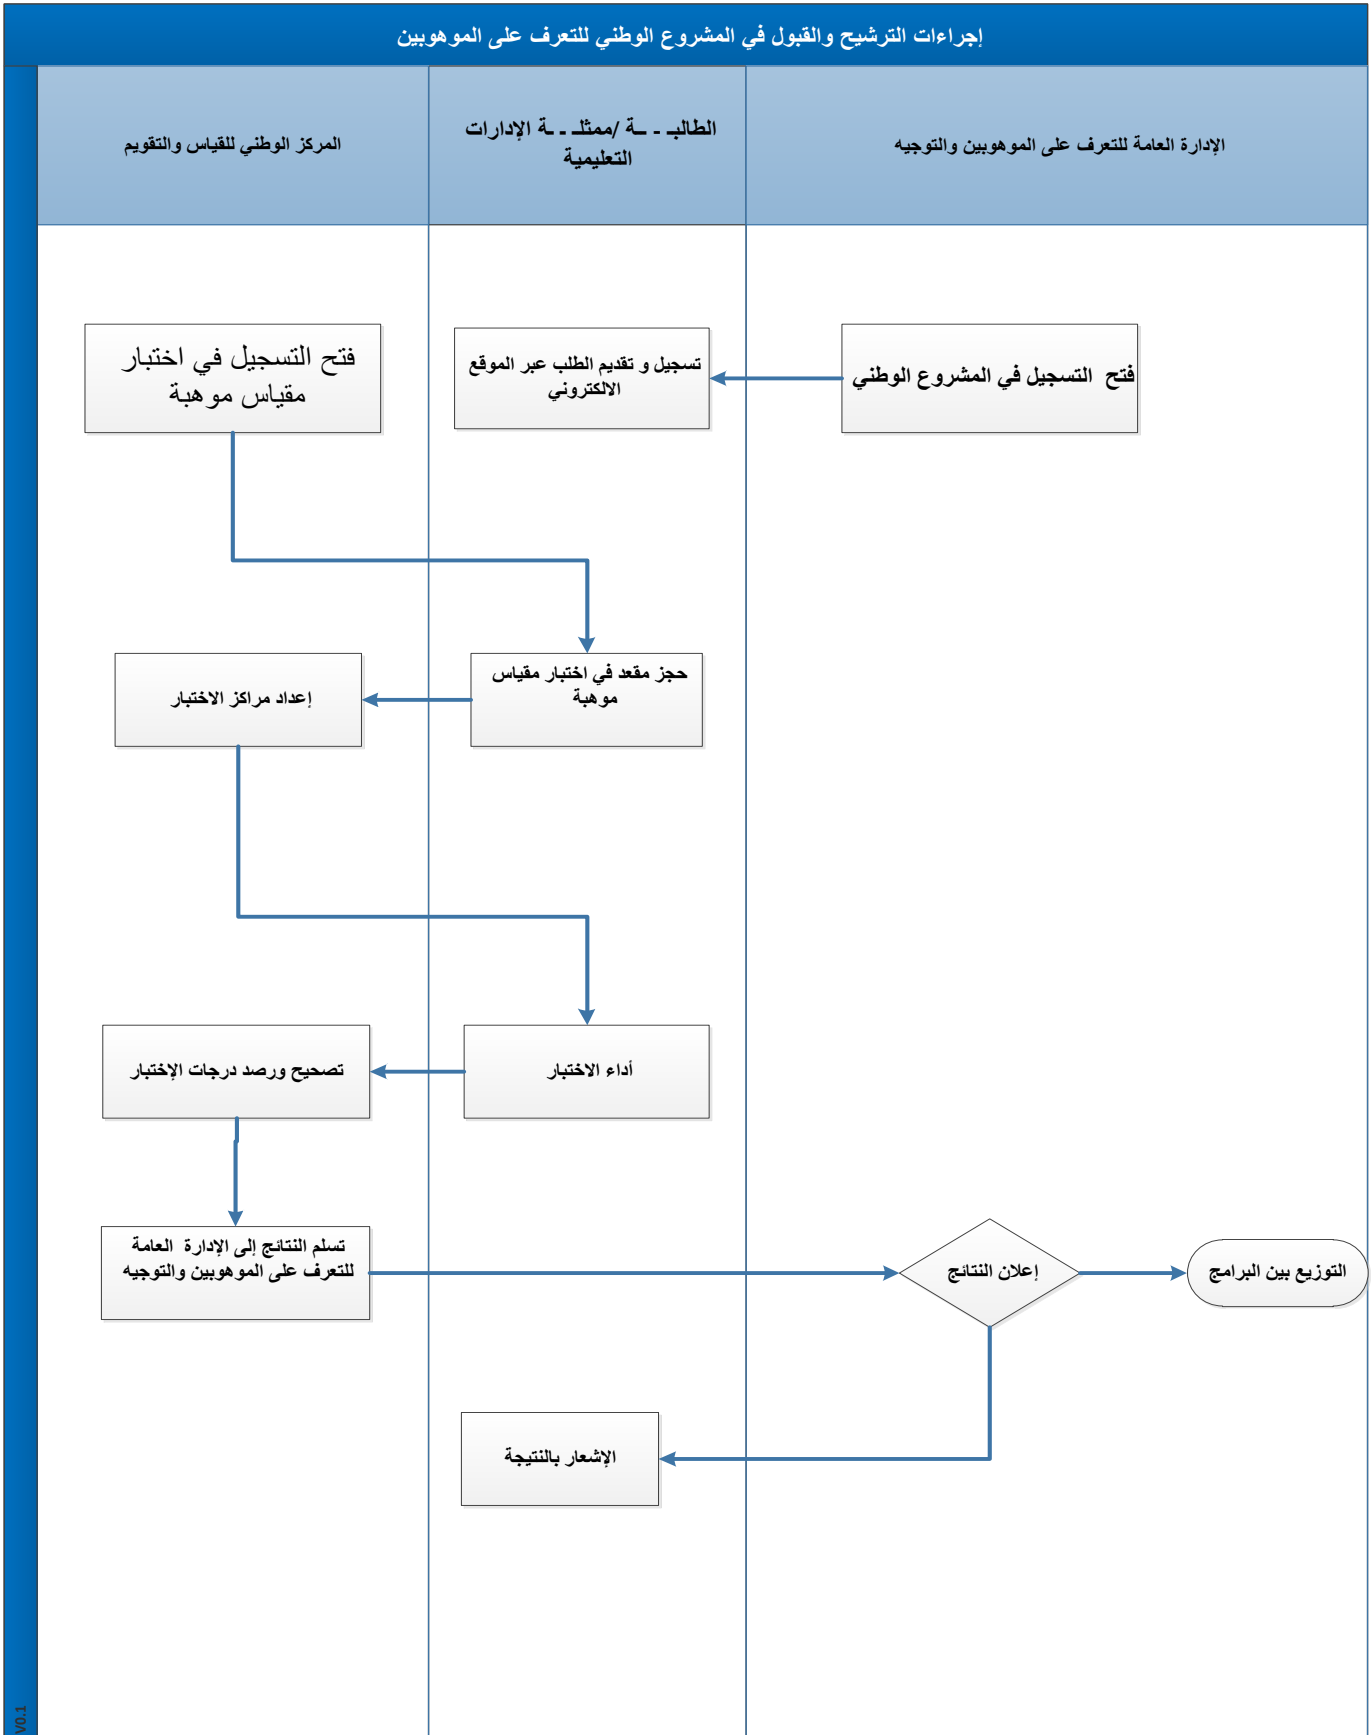 إجراءات الترشيح والقبول في المشروع الوطني للتعرف على الموهوبين
الإدارة العامة للتعرف على الموهوبين والتوجيه
الطالبـ - ـة /ممثلـ - ـة الإدارات
التعليمية
المركز الوطني للقياس والتقويم
فتح التسجيل في المشروع الوطني
تسجيل و تقديم الطلب عبر الموقع
الالكتروني
فتح التسجيل في اختبار
مقياس موهبة
حجز مقعد في اختبار مقياس
موهبة
إعداد مراكز الاختبار
أداء الاختبار
تصحيح ورصد درجات الإختبار
تسلم النتائج إلى الإدارة العامة
للتعرف على الموهوبين والتوجيه
إعلان النتائج
التوزيع بين البرامج
الإشعار بالنتيجة
V0.1